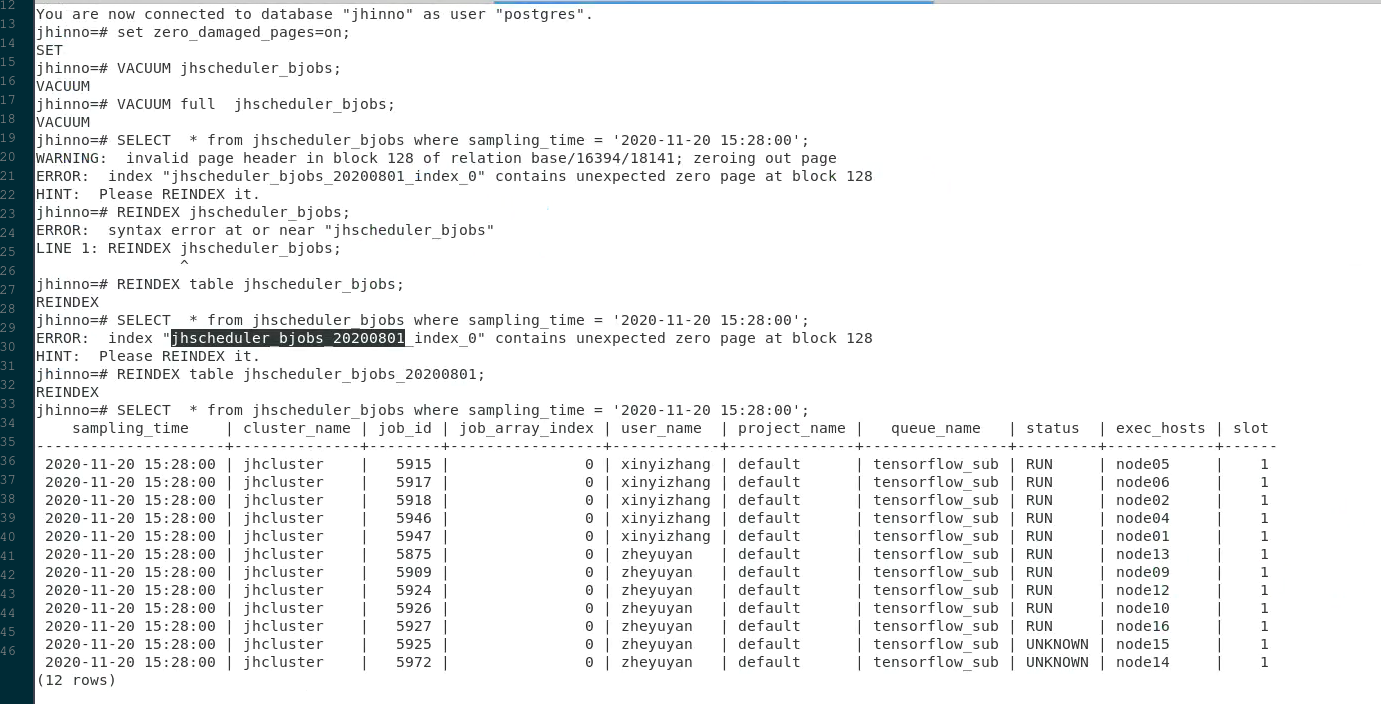 12 You are now connected to database "jhinno" as user "postgres".
13 jhinno=# set zero_damaged_pages=on;
14 SET
15 jhinno=# VACUUM jhscheduler_bjobs;
16 VACUUM
17 jhinno=# VACUUM full  jhscheduler_bjobs;
18 VACUUM
19 jhinno=# SELECT  * from jhscheduler_bjobs where sampling_time = '2020-11-20 15:28:00';
20 WARNING:  invalid page header in block 128 of relation base/16394/18141; zeroing out page
21 ERROR:  index "jhscheduler_bjobs_20200801_index_0" contains unexpected zero page at block 128
22 HINT:  Please REINDEX it.
23 jhinno=# REINDEX jhscheduler_bjobs;
24 ERROR:  syntax error at or near "jhscheduler_bjobs"
25 LINE 1: REINDEX jhscheduler_bjobs;
26                 ^
27 jhinno=# REINDEX table jhscheduler_bjobs;
28 REINDEX
29 jhinno=# SELECT  * from jhscheduler_bjobs where sampling_time = '2020-11-20 15:28:00';
30 ERROR:  index "jhscheduler_bjobs_20200801_index_0" contains unexpected zero page at block 128
31 HINT:  Please REINDEX it.
32 jhinno=# REINDEX table jhscheduler_bjobs_20200801;
33 REINDEX
34 jhinno=# SELECT  * from jhscheduler_bjobs where sampling_time = '2020-11-20 15:28:00';
35     sampling_time    | cluster_name | job_id | job_array_index | user_name | project_name |   queue_name   | status  | exec_hosts | slot
36 ---------------------+--------------+--------+-----------------+-----------+--------------+----------------+---------+------------+------
37  2020-11-20 15:28:00 | jhcluster    |   5915 |               0 | xinyizhang | default      | tensorflow_sub | RUN     | node05     |    1
38  2020-11-20 15:28:00 | jhcluster    |   5917 |               0 | xinyizhang | default      | tensorflow_sub | RUN     | node06     |    1
39  2020-11-20 15:28:00 | jhcluster    |   5918 |               0 | xinyizhang | default      | tensorflow_sub | RUN     | node02     |    1
40  2020-11-20 15:28:00 | jhcluster    |   5946 |               0 | xinyizhang | default      | tensorflow_sub | RUN     | node04     |    1
41  2020-11-20 15:28:00 | jhcluster    |   5947 |               0 | xinyizhang | default      | tensorflow_sub | RUN     | node01     |    1
42  2020-11-20 15:28:00 | jhcluster    |   5875 |               0 | zheyuyan  | default      | tensorflow_sub | RUN     | node13     |    1
43  2020-11-20 15:28:00 | jhcluster    |   5909 |               0 | zheyuyan  | default      | tensorflow_sub | RUN     | node09     |    1
44  2020-11-20 15:28:00 | jhcluster    |   5924 |               0 | zheyuyan  | default      | tensorflow_sub | RUN     | node12     |    1
45  2020-11-20 15:28:00 | jhcluster    |   5926 |               0 | zheyuyan  | default      | tensorflow_sub | RUN     | node10     |    1
46  2020-11-20 15:28:00 | jhcluster    |   5927 |               0 | zheyuyan  | default      | tensorflow_sub | RUN     | node16     |    1
 2020-11-20 15:28:00 | jhcluster    |   5925 |               0 | zheyuyan  | default      | tensorflow_sub | UNKNOWN | node15     |    1
 2020-11-20 15:28:00 | jhcluster    |   5972 |               0 | zheyuyan  | default      | tensorflow_sub | UNKNOWN | node14     |    1
(12 rows)